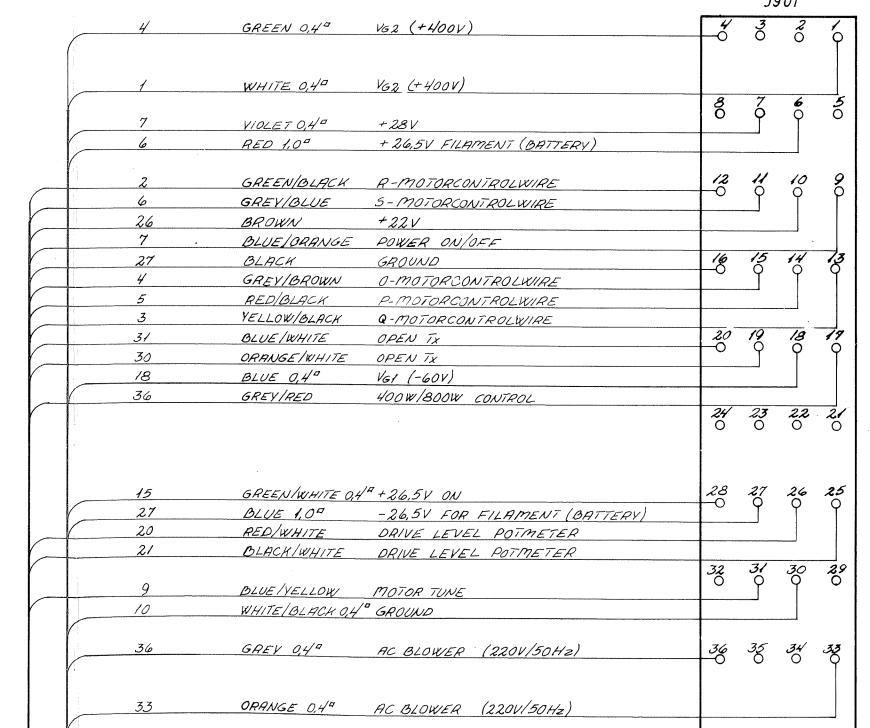 J901
4 GREEN 0,4▫ VG2 (+400V)
4 3 2 1
1 WHITE 0,4▫ VG2 (+400V)
8 7 6 5
7 VIOLET 0,4▫ +28V
6 RED 1,0▫ +26,5V FILAMENT (BATTERY)
2 GREEN/BLACK R-MOTORCONTROLWIRE
12 11 10 9
6 GREY/BLUE S-MOTORCONTROLWIRE
26 BROWN +22V
7 BLUE/ORANGE POWER ON/OFF
27 BLACK GROUND
16 15 14 13
4 GREY/BROWN O-MOTORCONTROLWIRE
5 RED/BLACK P-MOTORCONTROLWIRE
3 YELLOW/BLACK Q-MOTORCONTROLWIRE
31 BLUE/WHITE OPEN Tx
20 19 18 17
30 ORANGE/WHITE OPEN Tx
18 BLUE 0,4▫ VG1 (-60V)
36 GREY/RED 400W/800W CONTROL
24 23 22 21
15 GREEN/WHITE 0,4▫ +26,5V ON
28 27 26 25
27 BLUE 1,0▫ -26,5V FOR FILAMENT (BATTERY)
20 RED/WHITE DRIVE LEVEL POTMETER
21 BLACK/WHITE DRIVE LEVEL POTMETER
32 31 30 29
9 BLUE/YELLOW MOTOR TUNE
10 WHITE/BLACK 0,4▫ GROUND
36 GREY 0,4▫ AC BLOWER (220V/50Hz)
36 35 34 33
33 ORANGE 0,4▫ AC BLOWER (220V/50Hz)